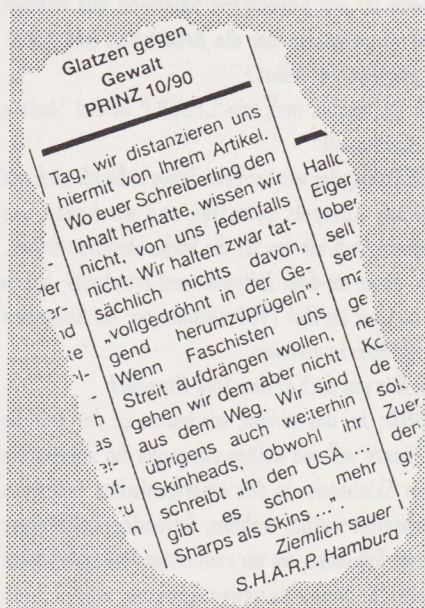 Glatzen gegen
Gewalt
PRINZ 10/90
Tag, wir distanzieren uns
hiermit von Ihrem Artikel.
Wo euer Schreiberling den
Inhalt herhatte, wissen wir
nicht, von uns jedenfalls
nicht. Wir halten zwar tat-
sächlich nichts davon,
„vollgedröhnt in der Ge-
gend herumzuprügeln“.
Wenn Faschisten uns
Streit aufdrängen wollen,
gehen wir dem aber nicht
aus dem Weg. Wir sind
übrigens auch weiterhin
Skinheads, obwohl ihr
schreibt „In den USA ...
gibt es schon mehr
Sharps als Skins ...“.
Ziemlich sauer
S.H.A.R.P. Hamburg